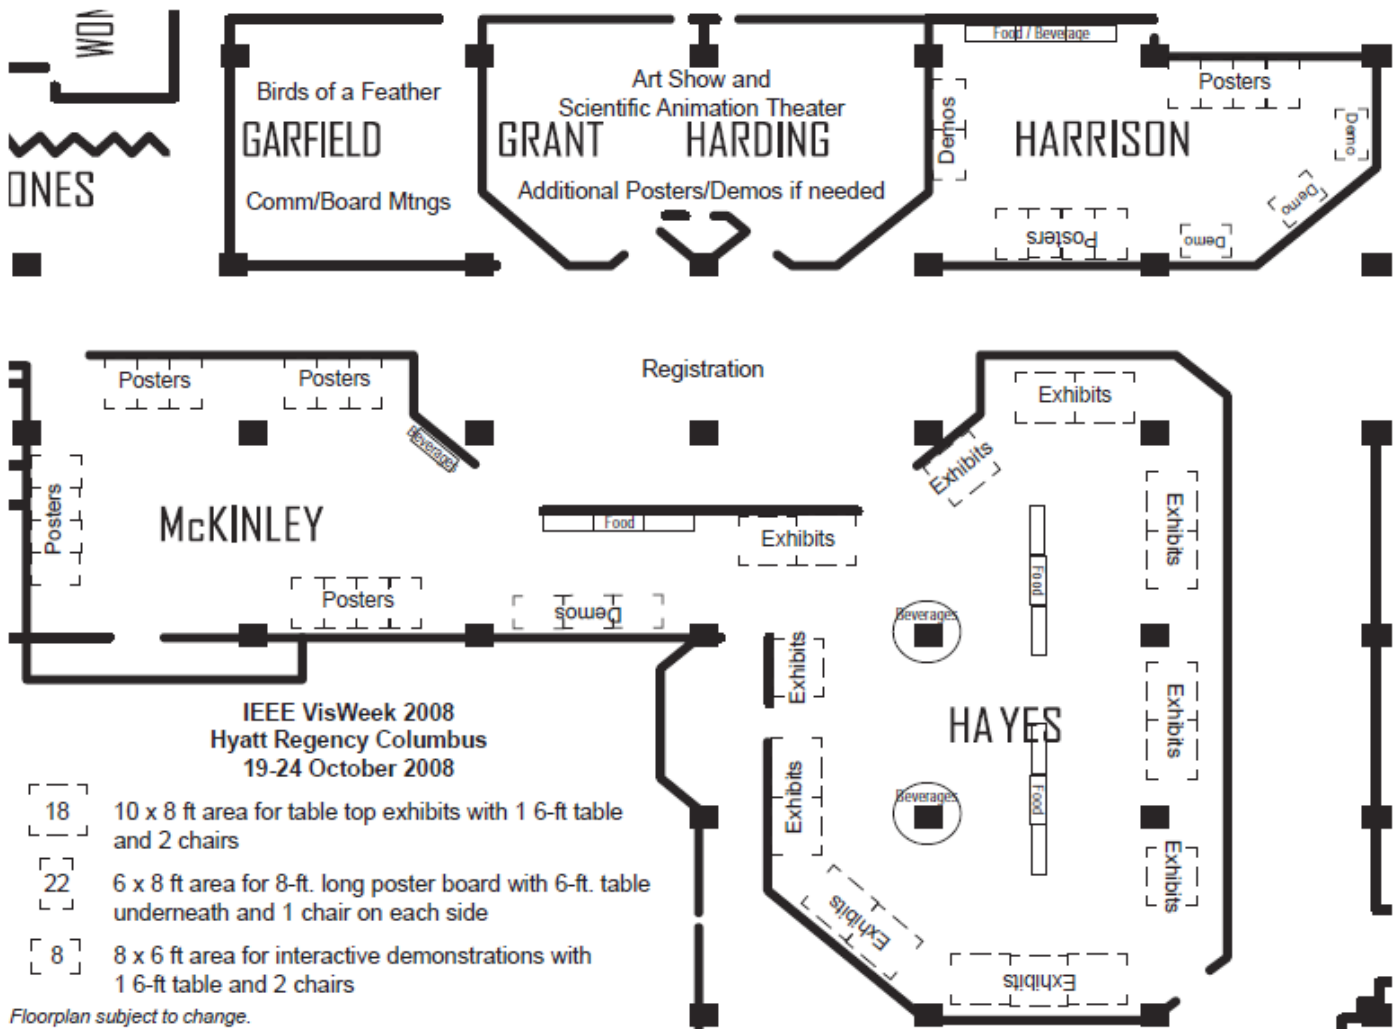 WOM
Food / Beverage
Birds of a Feather
Art Show and
Scientific Animation Theater
Posters
Demos
Demo
GARFIELD
GRANT
HARDING
HARRISON
ONES
Comm/Board Mtngs
Additional Posters/Demos if needed
Demo
Posters
Demo
Registration
Posters
Posters
Beverages
Exhibits
Exhibits
Posters
McKINLEY
Food
Exhibits
Exhibits
Food
Posters
Demos
Beverages
Exhibits
Exhibits
HAYES
IEEE VisWeek 2008
Hyatt Regency Columbus
19-24 October 2008
Exhibits
Beverages
Food
18
10 x 8 ft area for table top exhibits with 1 6-ft table
and 2 chairs
22
6 x 8 ft area for 8-ft. long poster board with 6-ft. table
underneath and 1 chair on each side
Exhibits
Exhibits
8
8 x 6 ft area for interactive demonstrations with
1 6-ft table and 2 chairs
Exhibits
Floorplan subject to change.